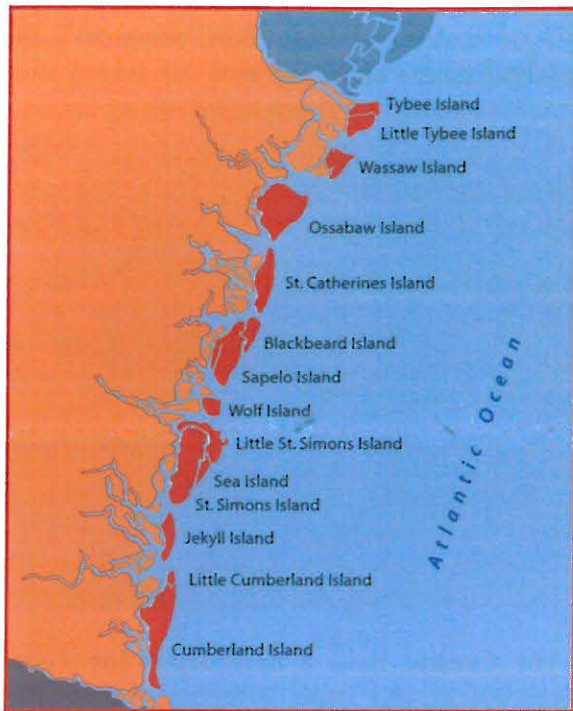 Tybee Island
Little Tybee Island
Wassaw Island
Ossabaw Island
St. Catherines Island
Blackbeard Island
Sapelo Island
Wolf Island
Little St. Simons Island
Sea Island
St. Simons Island
Jekyll Island
Little Cumberland Island
Cumberland Island
Atlantic Ocean